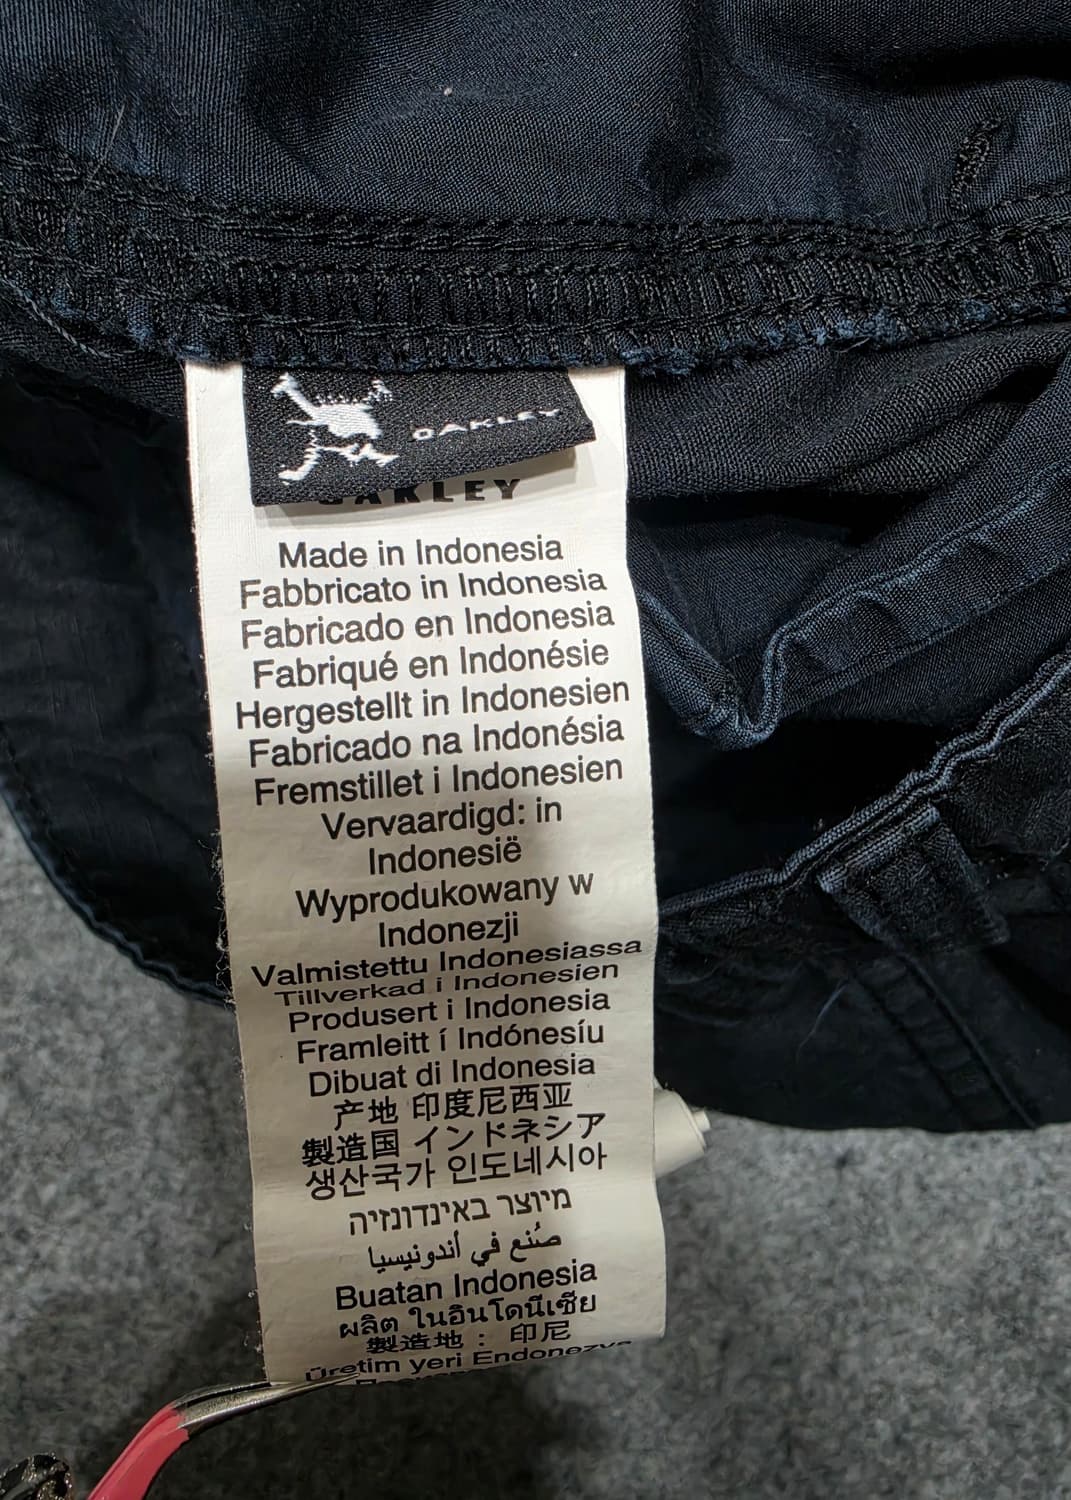 OAKLEY
OAKLEY
Made in Indonesia
Fabbricato in Indonesia
Fabricado en Indonesia
Fabriqué en Indonésie
Hergestellt in Indonesien
Fabricado na Indonésia
Fremstillet i Indonesien
Vervaardigd: in
Indonesië
Wyprodukowany w
Indonezji
Valmistettu Indonesiassa
Tillverkad i Indonesien
Produsert i Indonesia
Framleitt í Indónesíu
Dibuat di Indonesia
产地 印度尼西亚
製造国 インドネシア
생산국가 인도네시아
מיוצר באינדונזיה
صُنع في أندونيسيا
Buatan Indonesia
ผลิต ในอินโดนีเซีย
製造地：印尼
Üretim yeri Endonezya